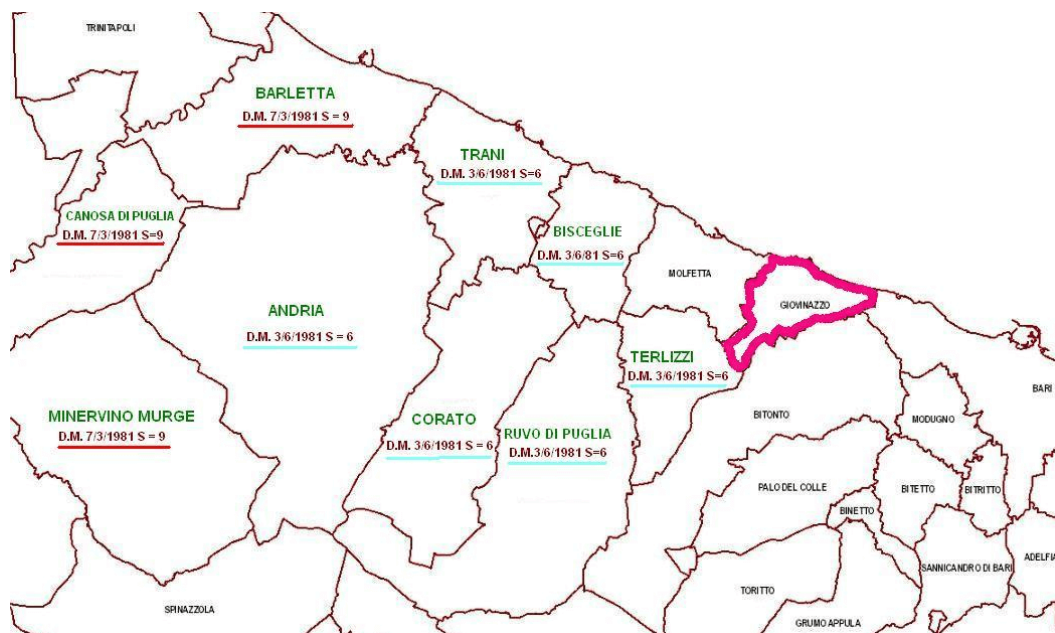 TRINITAPOLI
BARLETTA
D.M. 7/3/1981 S = 9
TRANI
D.M. 3/6/1981 S=6
CANOSA DI PUGLIA
D.M. 7/3/1981 S=9
BISCEGLIE
D.M. 3/6/81 S=6
MOLFETTA
GIOVINAZZO
ANDRIA
D.M. 3/6/1981 S = 6
TERLIZZI
D.M. 3/6/1981 S=6
BARI
MINERVINO MURGE
D.M. 7/3/1981 S = 9
CORATO
D.M. 3/6/1981 S = 6
RUVO DI PUGLIA
D.M.3/6/1981 S=6
BITONTO
MODUGNO
PALO DEL COLLE
BITETTO
BITRITTO
BINETTO
ADELFIA
SANNICANDRO DI BARI
TORITTO
SPINAZZOLA
GRUMO APPULA